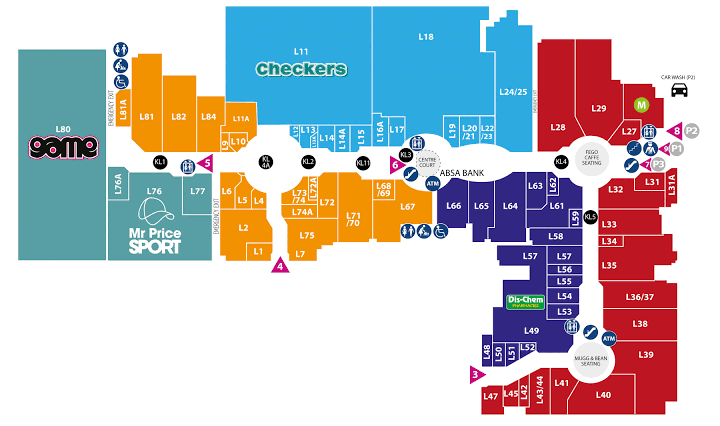 L80
game
EMERGENCY EXIT
L81A
L81
L82
L84
L11A
L9
L10
L11
Checkers
L12
L13
L14
L14A
L15
L16A
L17
L18
L19
L20
/21
L22
/23
L24/25
L28
L29
M
L27
CAR WASH (P2)
8
P2
9
P1
7
P3
KL1
5
KL
4A
KL2
KL11
KL3
6
CENTRE
COURT
ABSA BANK
ATM
KL4
FEGO
CAFFE
SEATING
L76A
L76
L77
Mr Price
SPORT
EMERGENCY EXIT
L6
L5
L4
L2
L1
4
L73
/74
L72A
L74A
L72
L75
L7
L71
/70
L68
/69
L67
L66
L65
L64
L63
L62
L61
L59
KL5
L58
L32
L31
L31A
L33
L34
L35
L36/37
L38
L39
L57
L57
L56
L55
L54
L53
Dis-Chem
PHARMACIES
L49
L48
L50
L51
L52
ATM
MUGG & BEAN
SEATING
3
L47
L45
L42
L43/44
L41
L40